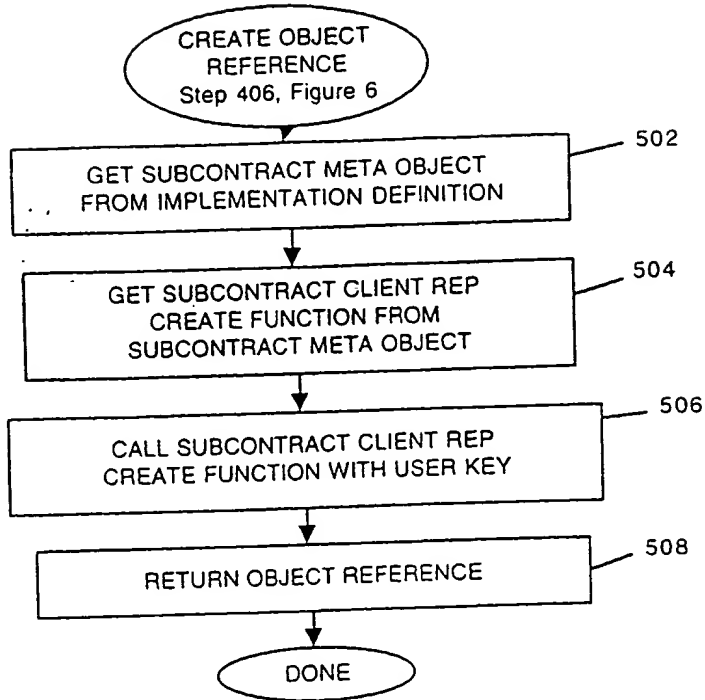 CREATE OBJECT
REFERENCE
Step 406, Figure 6
502
GET SUBCONTRACT META OBJECT
FROM IMPLEMENTATION DEFINITION
504
GET SUBCONTRACT CLIENT REP
CREATE FUNCTION FROM
SUBCONTRACT META OBJECT
506
CALL SUBCONTRACT CLIENT REP
CREATE FUNCTION WITH USER KEY
508
RETURN OBJECT REFERENCE
DONE